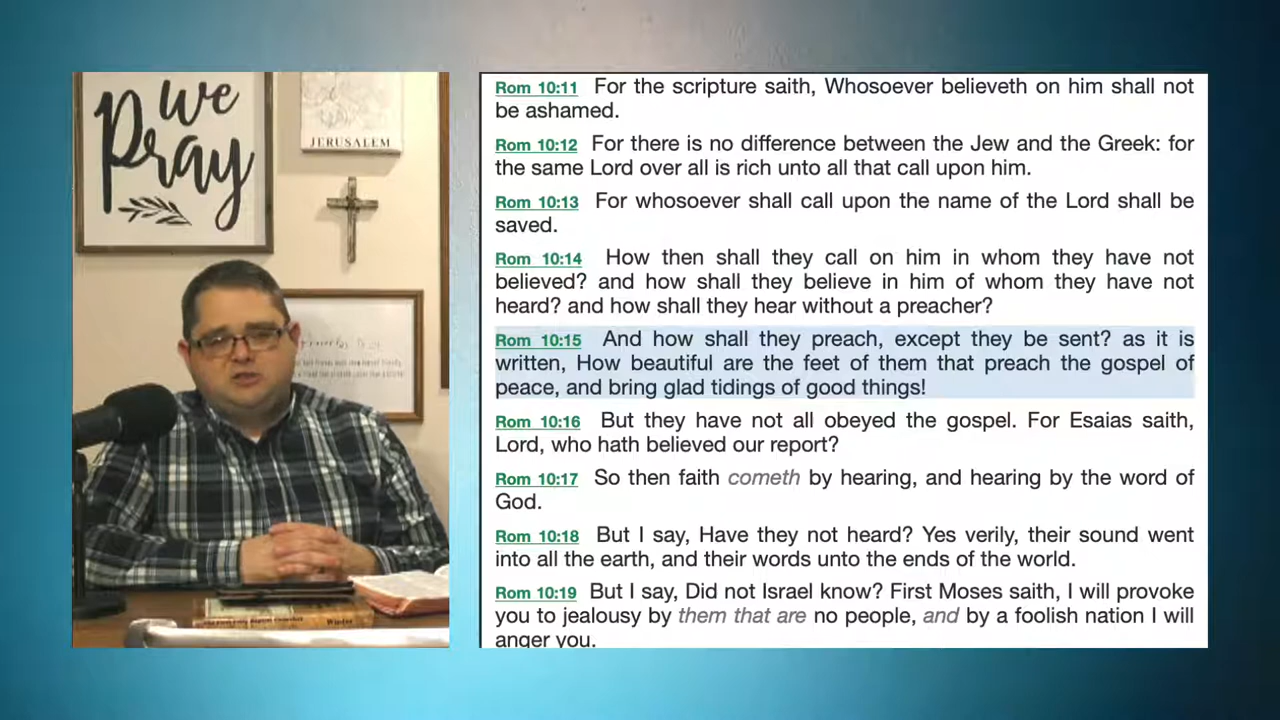 we
Pray
JERUSALEM
Rom 10:11 For the scripture saith, Whosoever believeth on him shall not
be ashamed.
Rom 10:12 For there is no difference between the Jew and the Greek: for
the same Lord over all is rich unto all that call upon him.
Rom 10:13 For whosoever shall call upon the name of the Lord shall be
saved.
Rom 10:14 How then shall they call on him in whom they have not
believed? and how shall they believe in him of whom they have not
heard? and how shall they hear without a preacher?
Rom 10:15 And how shall they preach, except they be sent? as it is
written, How beautiful are the feet of them that preach the gospel of
peace, and bring glad tidings of good things!
Rom 10:16 But they have not all obeyed the gospel. For Esaias saith,
Lord, who hath believed our report?
Rom 10:17 So then faith cometh by hearing, and hearing by the word of
God.
Rom 10:18 But I say, Have they not heard? Yes verily, their sound went
into all the earth, and their words unto the ends of the world.
Rom 10:19 But I say, Did not Israel know? First Moses saith, I will provoke
you to jealousy by them that are no people, and by a foolish nation I will
anger you.